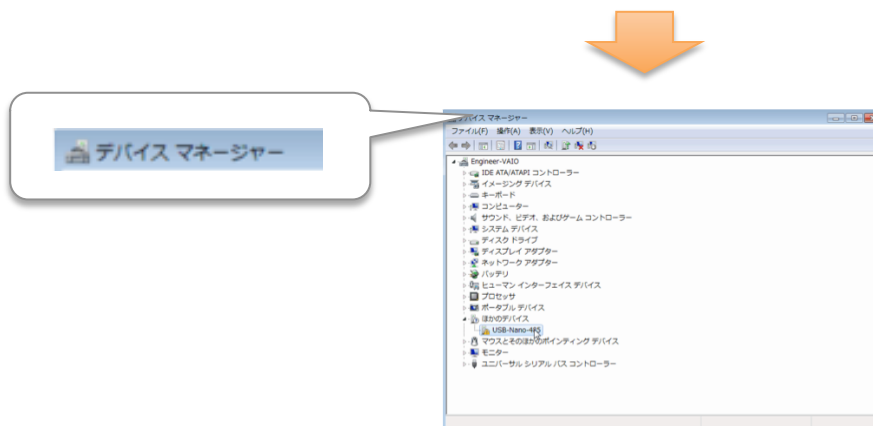 デバイス マネージャー
デバイス マネージャー
ファイル(F) 操作(A) 表示(V) ヘルプ(H)
Engineer-VAIO
IDE ATA/ATAPI コントローラー
イメージング デバイス
キーボード
コンピューター
サウンド、ビデオ、およびゲーム コントローラー
システム デバイス
ディスク ドライブ
ディスプレイ アダプター
ネットワーク アダプター
バッテリ
ヒューマン インターフェイス デバイス
プロセッサ
ポータブル デバイス
ほかのデバイス
USB-Nano-485
マウスとそのほかのポインティング デバイス
モニター
ユニバーサル シリアル バス コントローラー